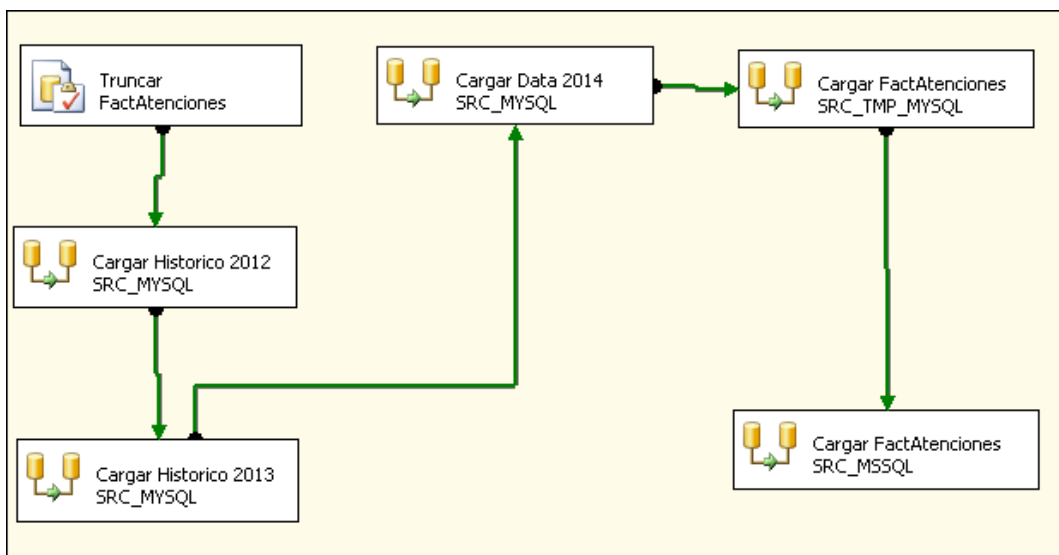 Truncar
FactAtenciones
Cargar Historico 2012
SRC_MYSQL
Cargar Historico 2013
SRC_MYSQL
Cargar Data 2014
SRC_MYSQL
Cargar FactAtenciones
SRC_TMP_MYSQL
Cargar FactAtenciones
SRC_MSSQL